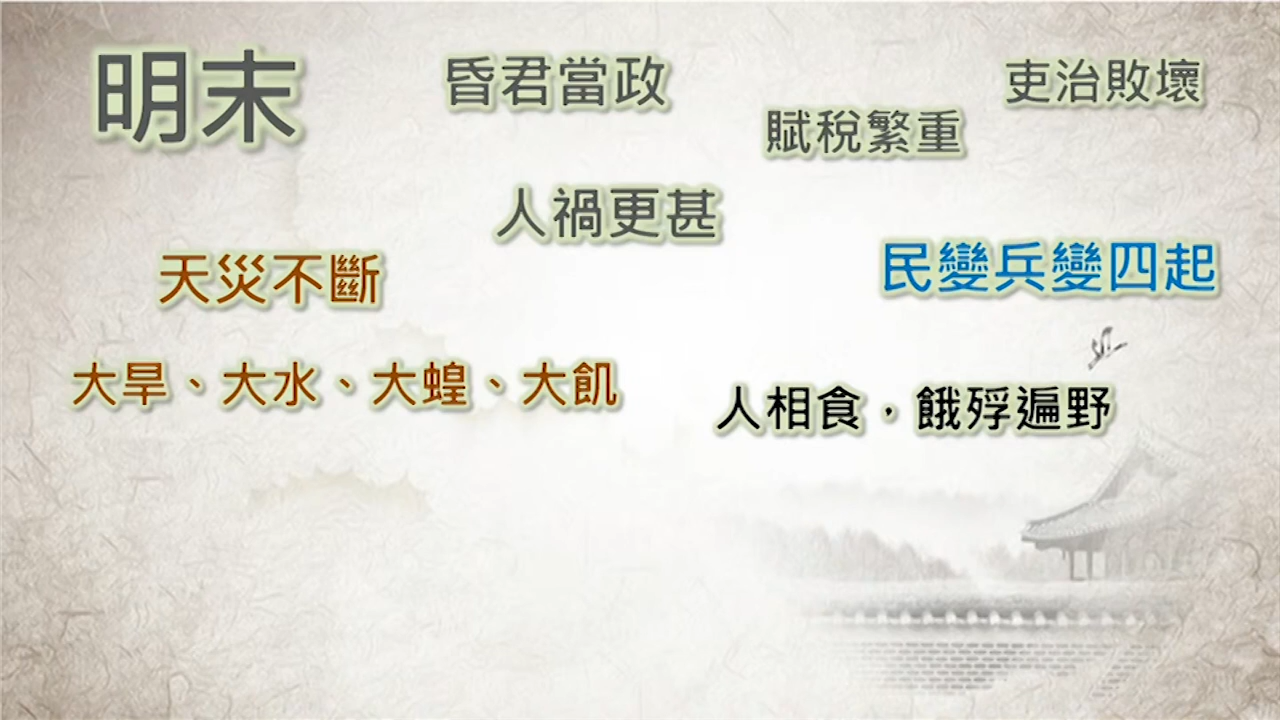 明末
昏君當政
吏治敗壞
賦稅繁重
人禍更甚
天災不斷
民變兵變四起
大旱、大水、大蝗、大飢
人相食，餓殍遍野